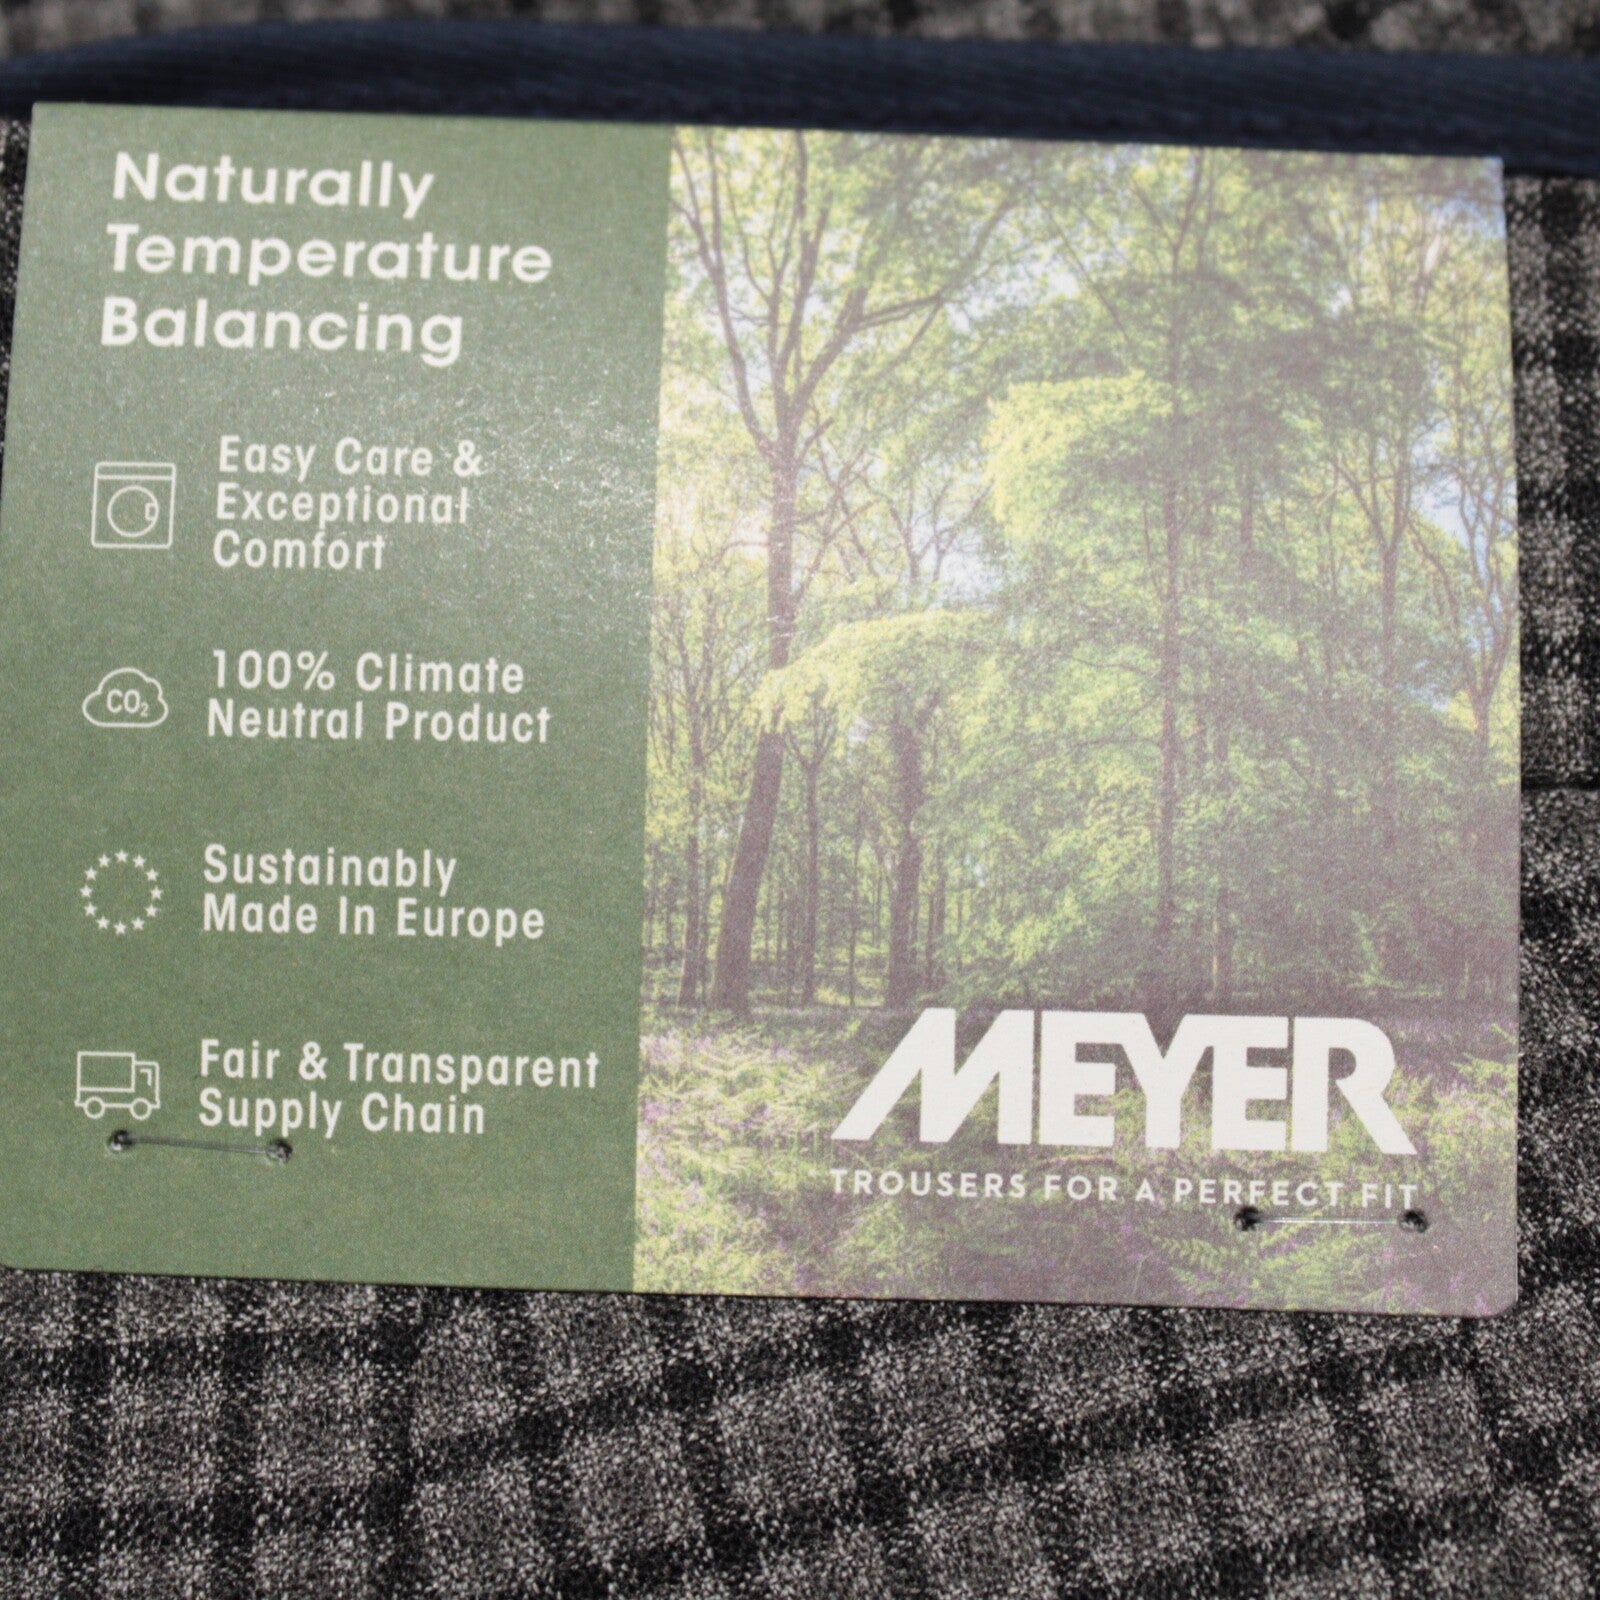 Naturally
Temperature
Balancing
Easy Care &
Exceptional
Comfort
CO₂
100% Climate
Neutral Product
Sustainably
Made In Europe
Fair & Transparent
Supply Chain
MEYER
TROUSERS FOR A PERFECT FIT